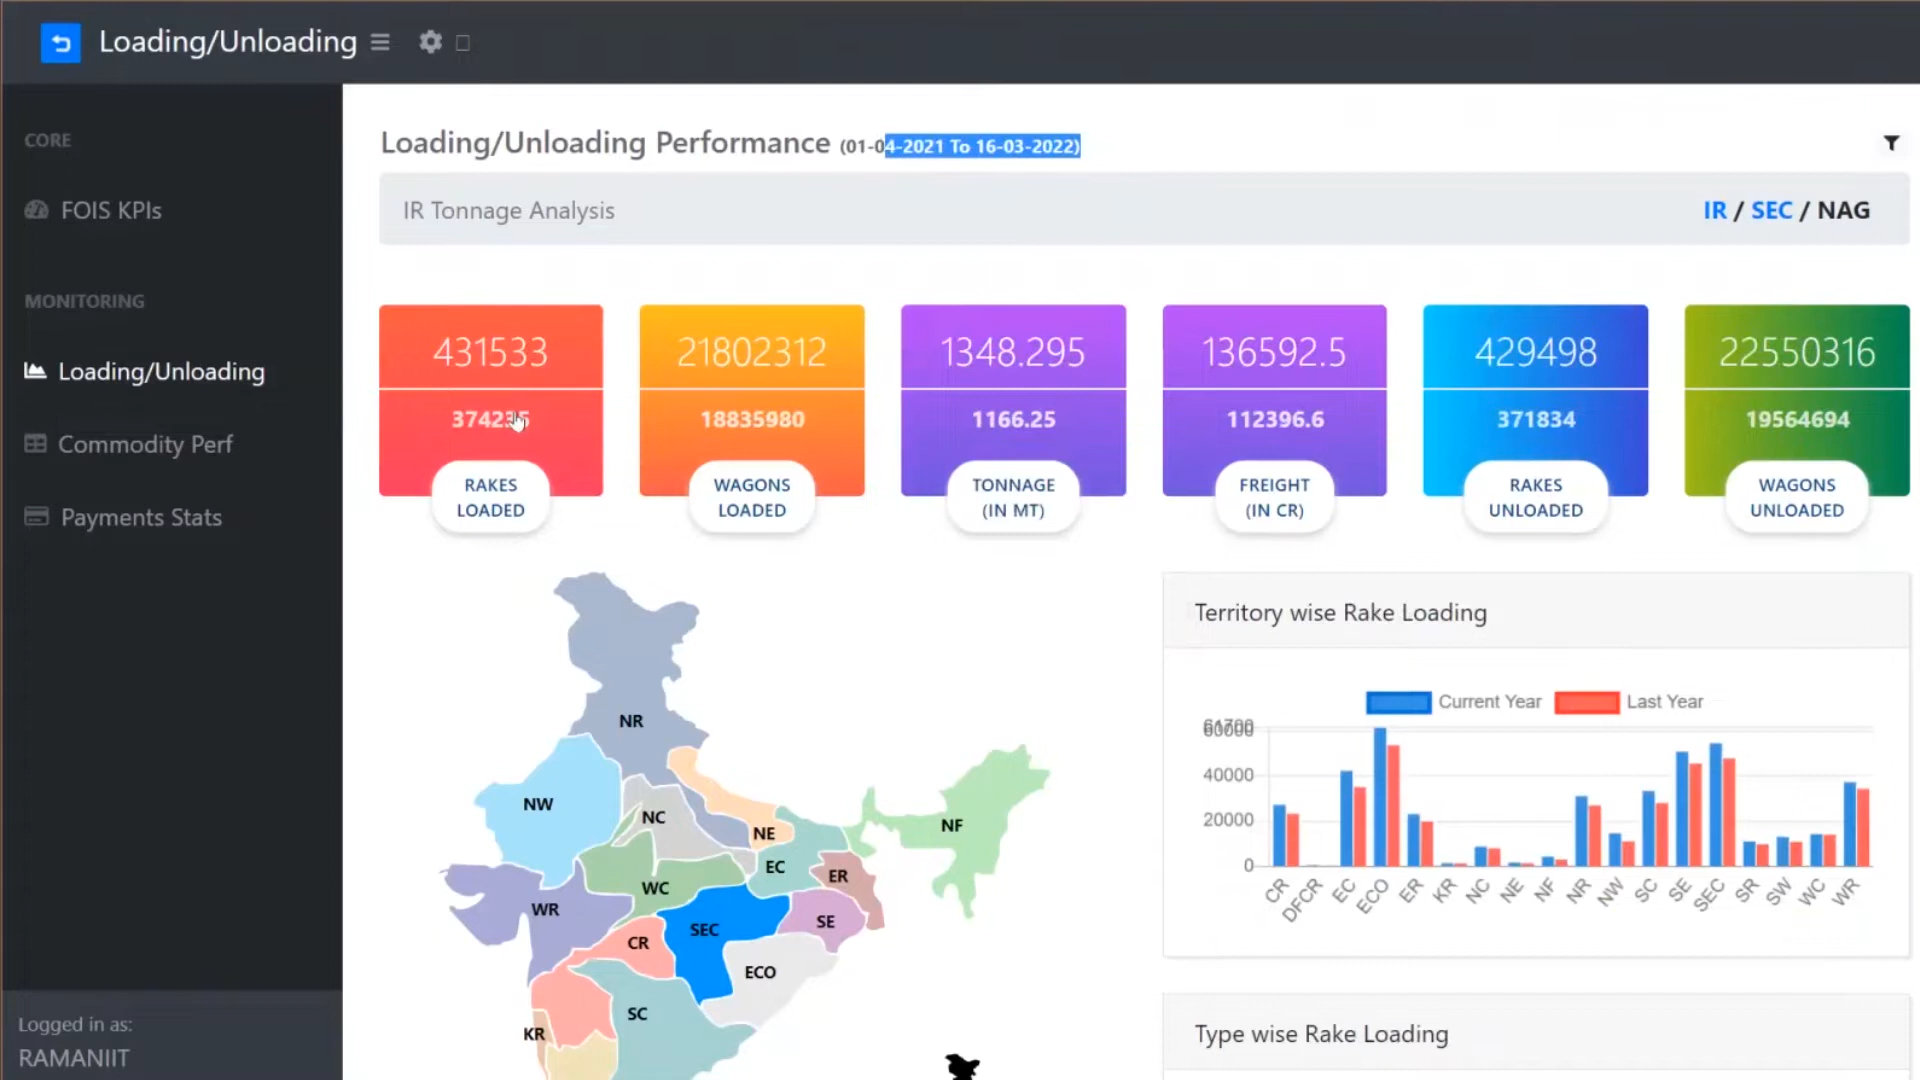 Loading/Unloading
CORE
FOIS KPIs
MONITORING
Loading/Unloading
Commodity Perf
Payments Stats
Logged in as:
RAMANIIT
Loading/Unloading Performance (01-04-2021 To 16-03-2022)
IR Tonnage Analysis
IR / SEC / NAG
431533
374235
RAKES
LOADED
21802312
18835980
WAGONS
LOADED
1348.295
1166.25
TONNAGE
(IN MT)
136592.5
112396.6
FREIGHT
(IN CR)
429498
371834
RAKES
UNLOADED
22550316
19564694
WAGONS
UNLOADED
NR
NW
NC
NE
NF
EC
ER
WC
WR
SEC
SE
CR
ECO
SC
KR
Territory wise Rake Loading
Current Year
Last Year
61700
60000
40000
20000
0
CR
DFCR
EC
ECO
ER
KR
NC
NE
NF
NR
NW
SC
SE
SEC
SR
SW
WC
WR
Type wise Rake Loading